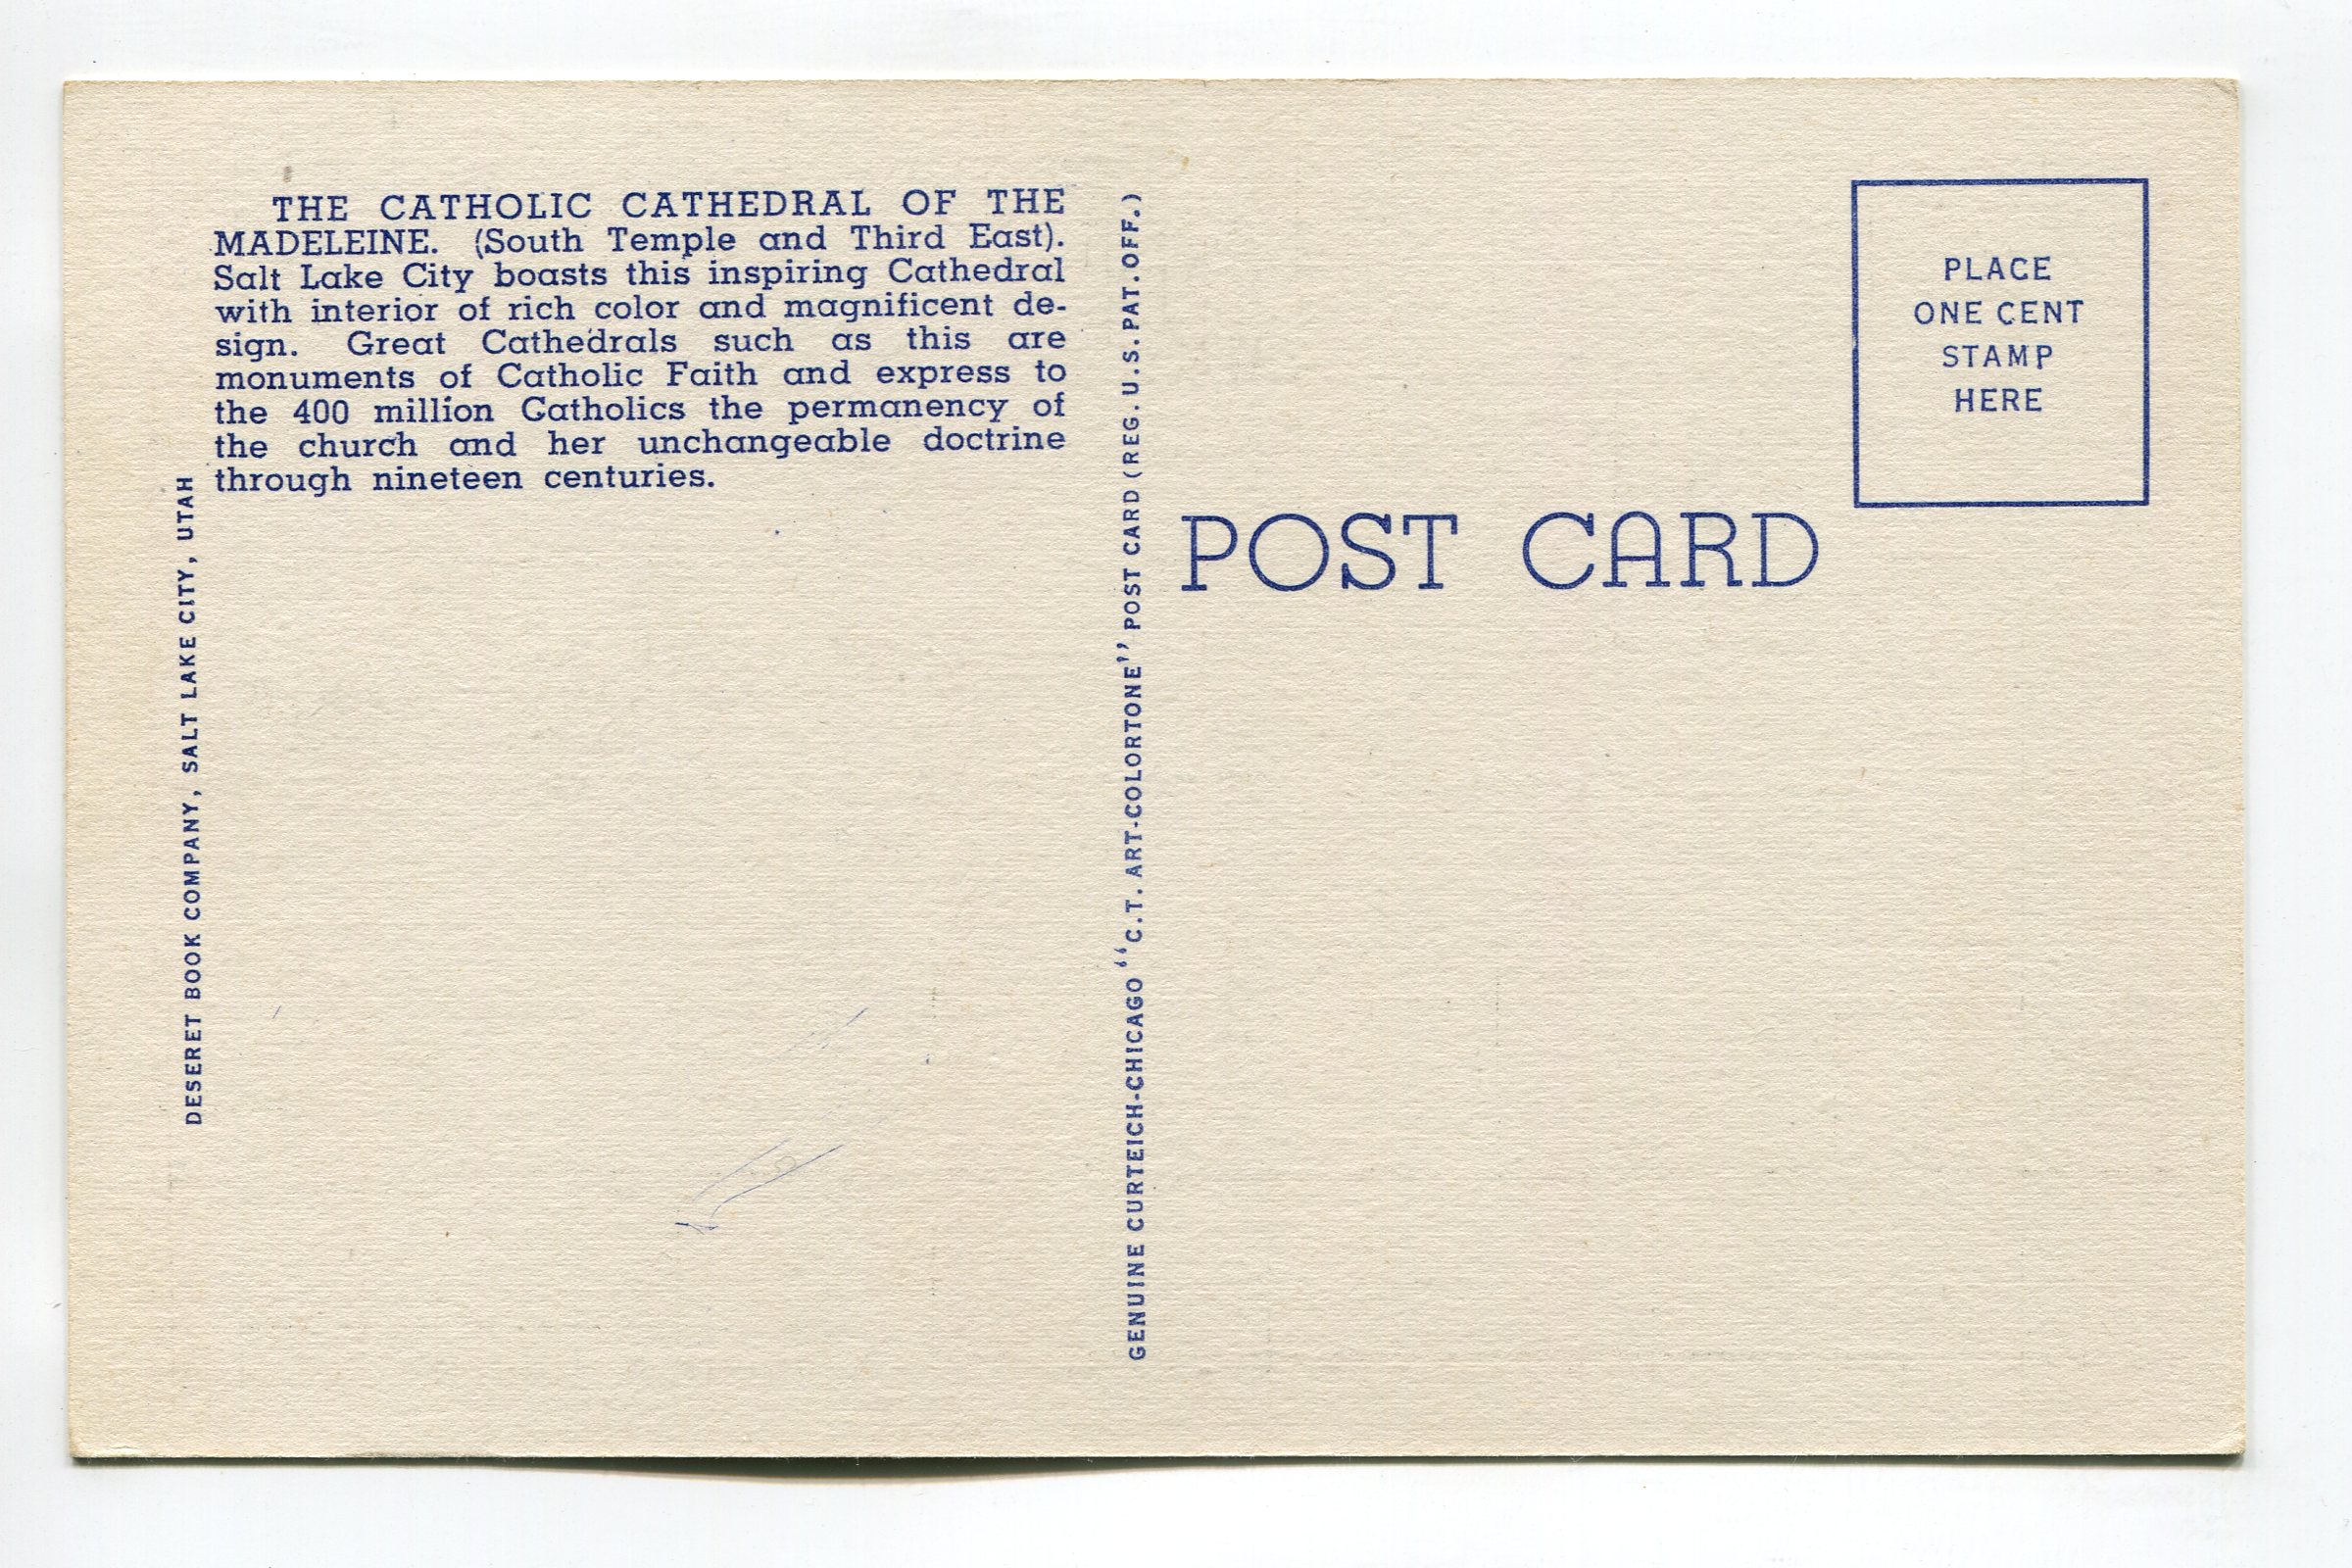 THE CATHOLIC CATHEDRAL OF THE
MADELEINE. (South Temple and Third East).
Salt Lake City boasts this inspiring Cathedral
with interior of rich color and magnificent de-
sign. Great Cathedrals such as this are
monuments of Catholic Faith and express to
the 400 million Catholics the permanency of
the church and her unchangeable doctrine
through nineteen centuries.
DESERET BOOK COMPANY, SALT LAKE CITY, UTAH
GENUINE CURTEICH-CHICAGO "C.T. ART-COLORTONE" POST CARD (REG. U.S. PAT. OFF.)
POST CARD
PLACE
ONE CENT
STAMP
HERE